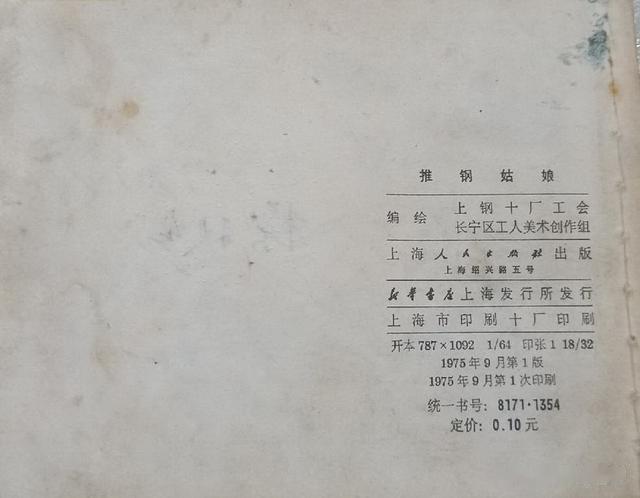 推钢姑娘
编绘 上钢十厂工会
长宁区工人美术创作组
上海人民出版社出版
上海绍兴路五号
新华书店上海发行所发行
上海市印刷十厂印刷
开本 787×1092 1/64 印张 1 18/32
1975年9月第1版
1975年9月第1次印刷
统一书号: 8171·1354
定价: 0.10元